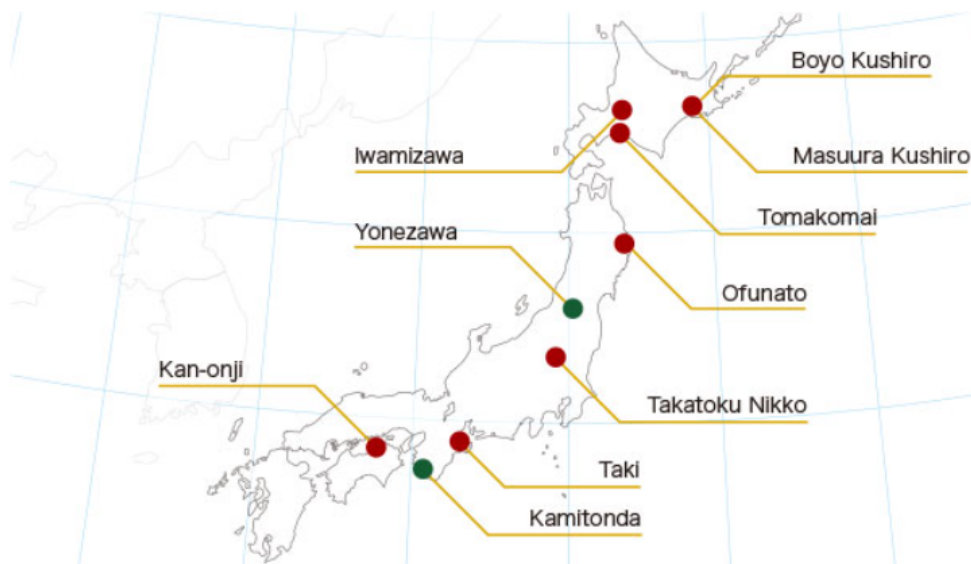 Boyo Kushiro
Iwamizawa
Masuura Kushiro
Tomakomai
Yonezawa
Ofunato
Kan-onji
Takatoku Nikko
Taki
Kamitonda